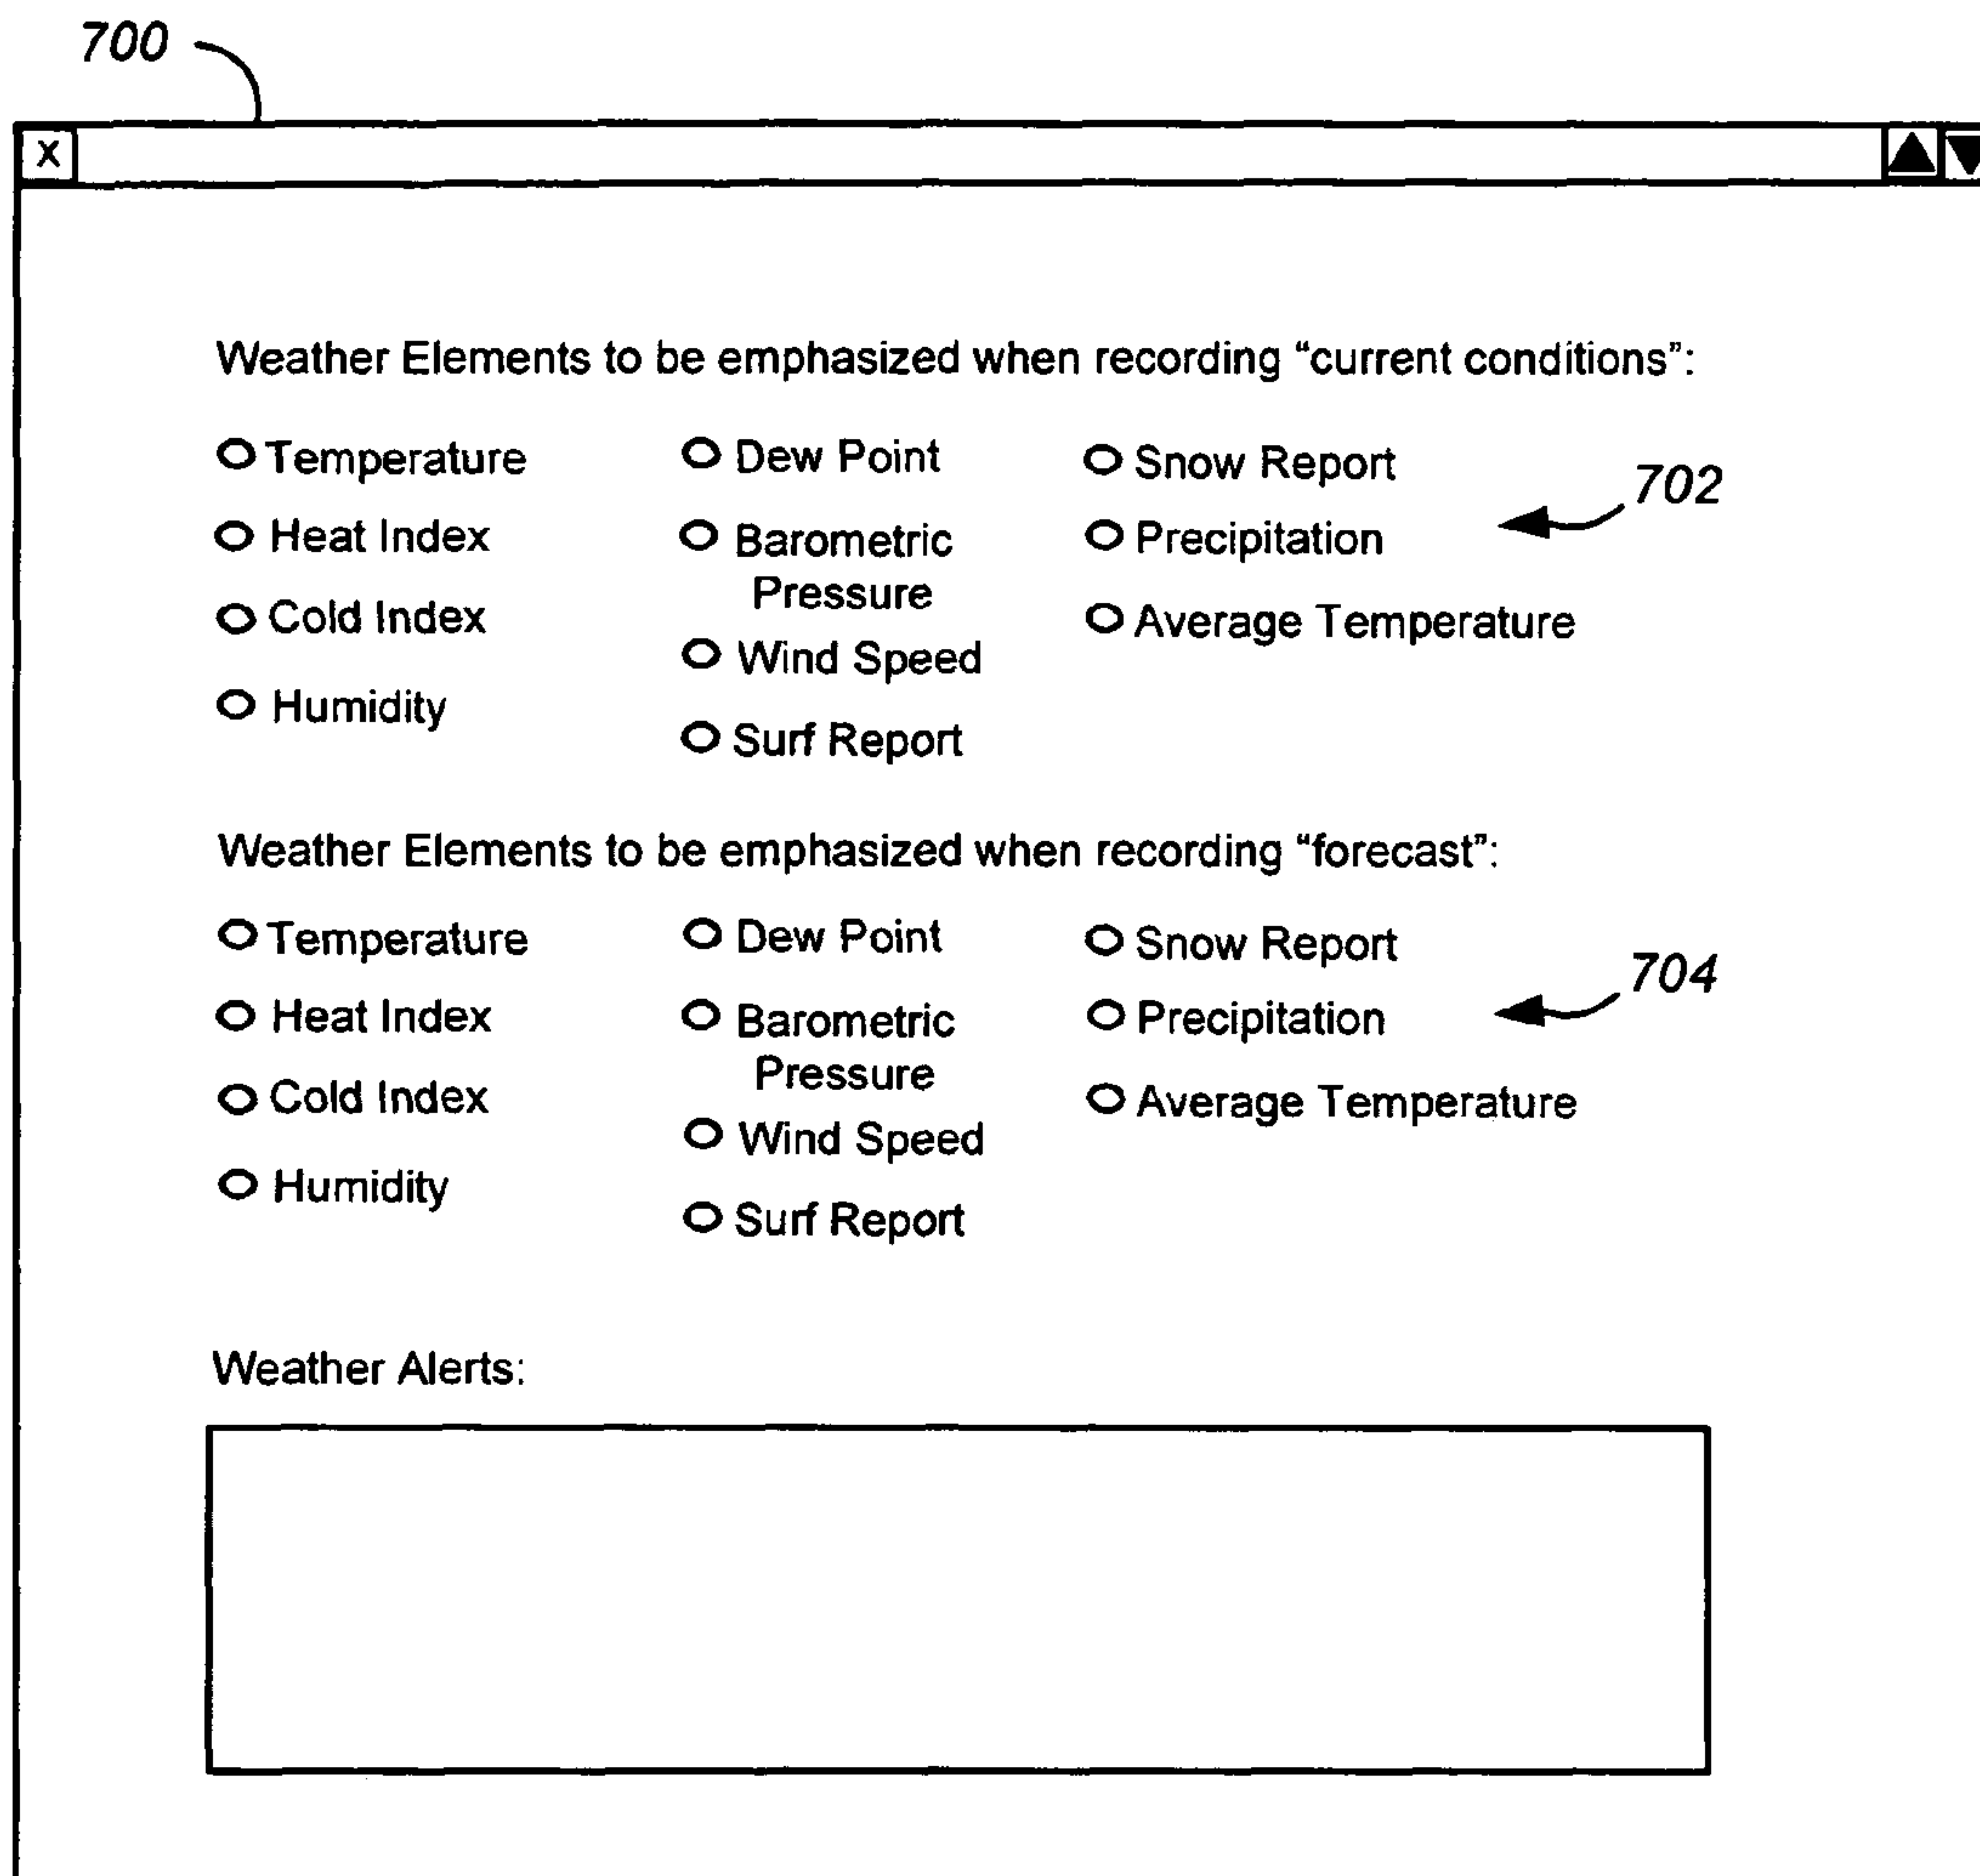 700
X
Weather Elements to be emphasized when recording “current conditions”:
Temperature
Dew Point
Snow Report
702
Heat Index
Barometric
Pressure
Precipitation
Cold Index
Wind Speed
Average Temperature
Humidity
Surf Report
Weather Elements to be emphasized when recording “forecast”:
Temperature
Dew Point
Snow Report
704
Heat Index
Barometric
Pressure
Precipitation
Cold Index
Wind Speed
Average Temperature
Humidity
Surf Report
Weather Alerts: